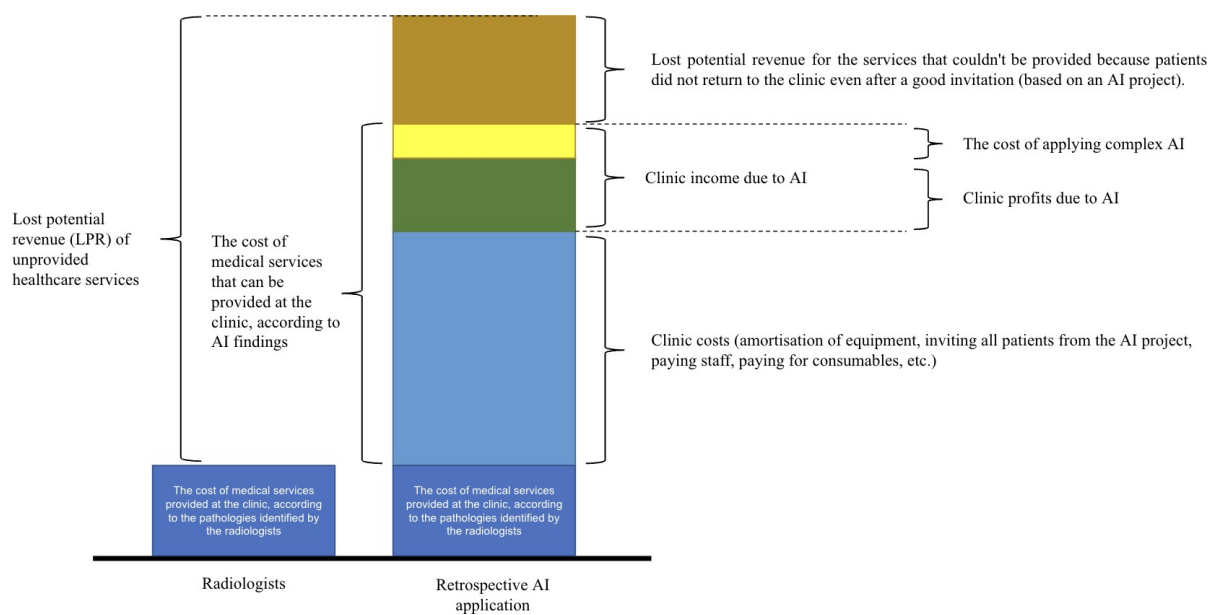 Lost potential revenue for the services that couldn't be provided because patients
did not return to the clinic even after a good invitation (based on an AI project).
The cost of applying complex AI
Clinic income due to AI
Clinic profits due to AI
Lost potential
revenue (LPR) of
unprovided
healthcare services
The cost of
medical services
that can be
provided at the
clinic, according to
AI findings
Clinic costs (amortisation of equipment, inviting all patients from the AI project,
paying staff, paying for consumables, etc.)
The cost of medical services
provided at the clinic, according
to the pathologies identified by
the radiologists
The cost of medical services
provided at the clinic, according
to the pathologies identified by
the radiologists
Radiologists
Retrospective AI
application